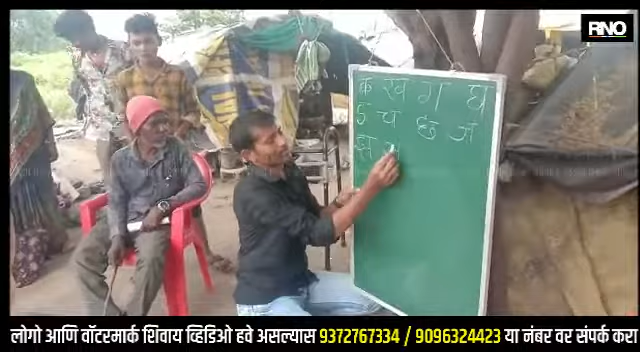 RNO
क ख ग घ
ङ च छ ज
झ
लोगो आणि वॉटरमार्क शिवाय व्हिडिओ हवे असल्यास 9372767334 / 9096324423 या नंबर वर संपर्क करा